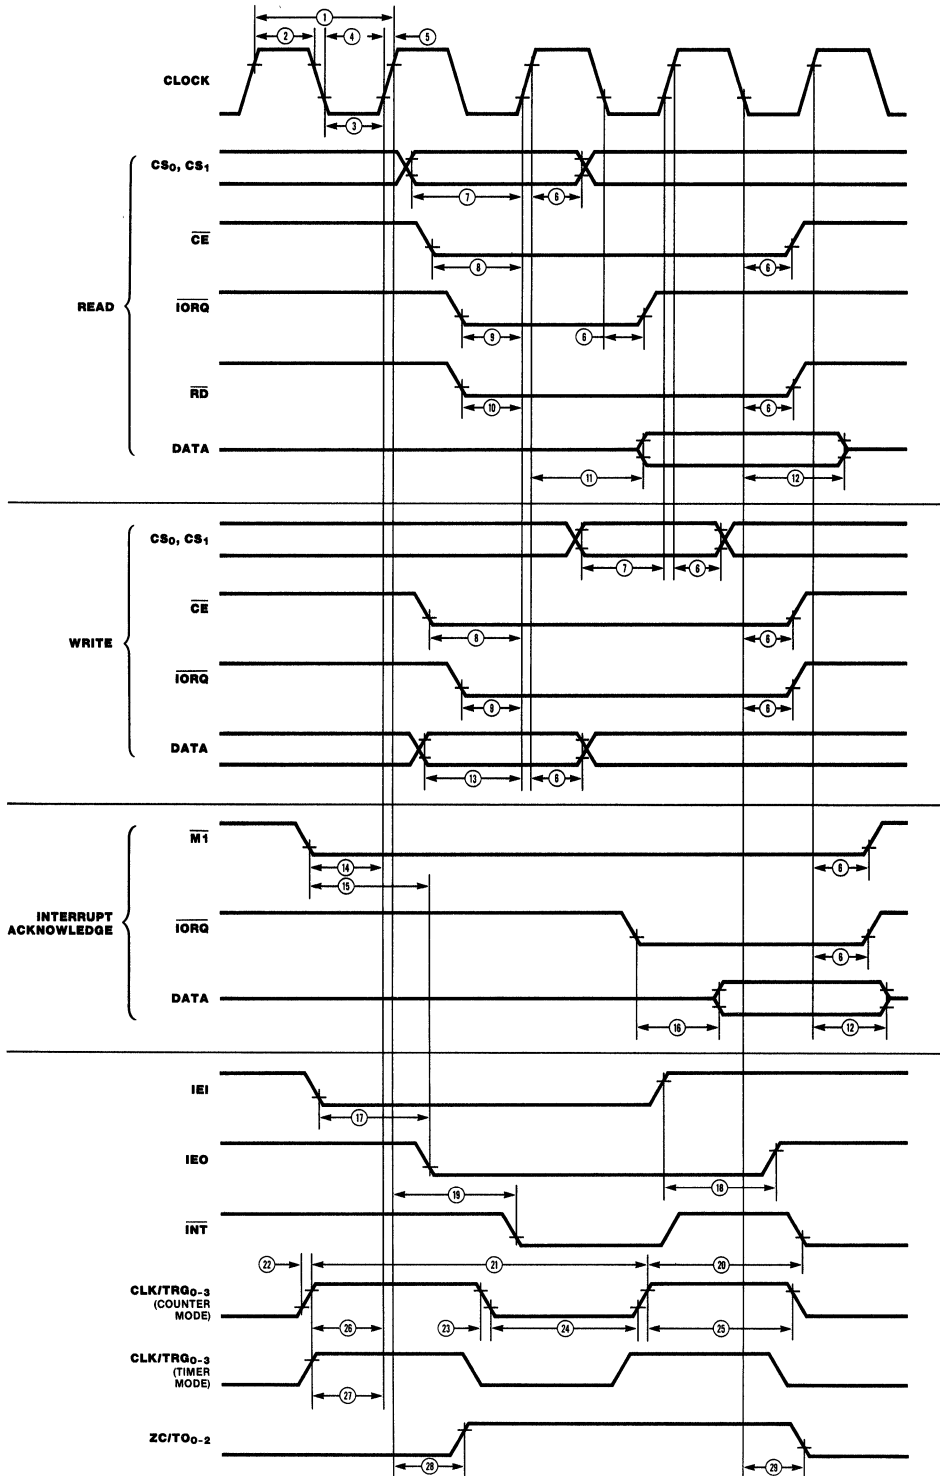 1
2 4 5
CLOCK
3
CS0, CS1
7 6
CE
8 6
READ
IORQ
9 6
RD
10 6
DATA
11 12
CS0, CS1
7 6
CE
8 6
WRITE
IORQ
9 6
DATA
13 6
M1
14 6
15
INTERRUPT
ACKNOWLEDGE
IORQ
6
DATA
16 12
IEI
17
IEO
19 18
INT
22 21 20
CLK/TRG0-3
(COUNTER
MODE)
26 23 24 25
CLK/TRG0-3
(TIMER
MODE)
27
ZC/TO0-2
28 29